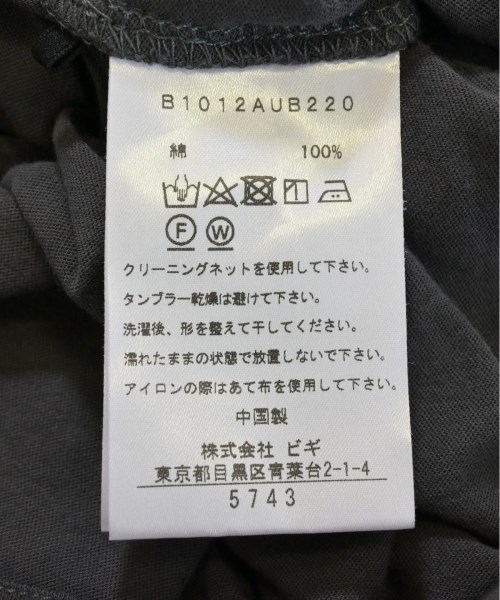 B1012AUB220
綿 100%
F W
クリーニングネットを使用して下さい。
タンブラー乾燥は避けて下さい。
洗濯後、形を整えて干してください。
濡れたままの状態で放置しないで下さい。
アイロンの際はあて布を使用して下さい。
中国製
株式会社 ビギ
東京都目黒区青葉台2-1-4
5743